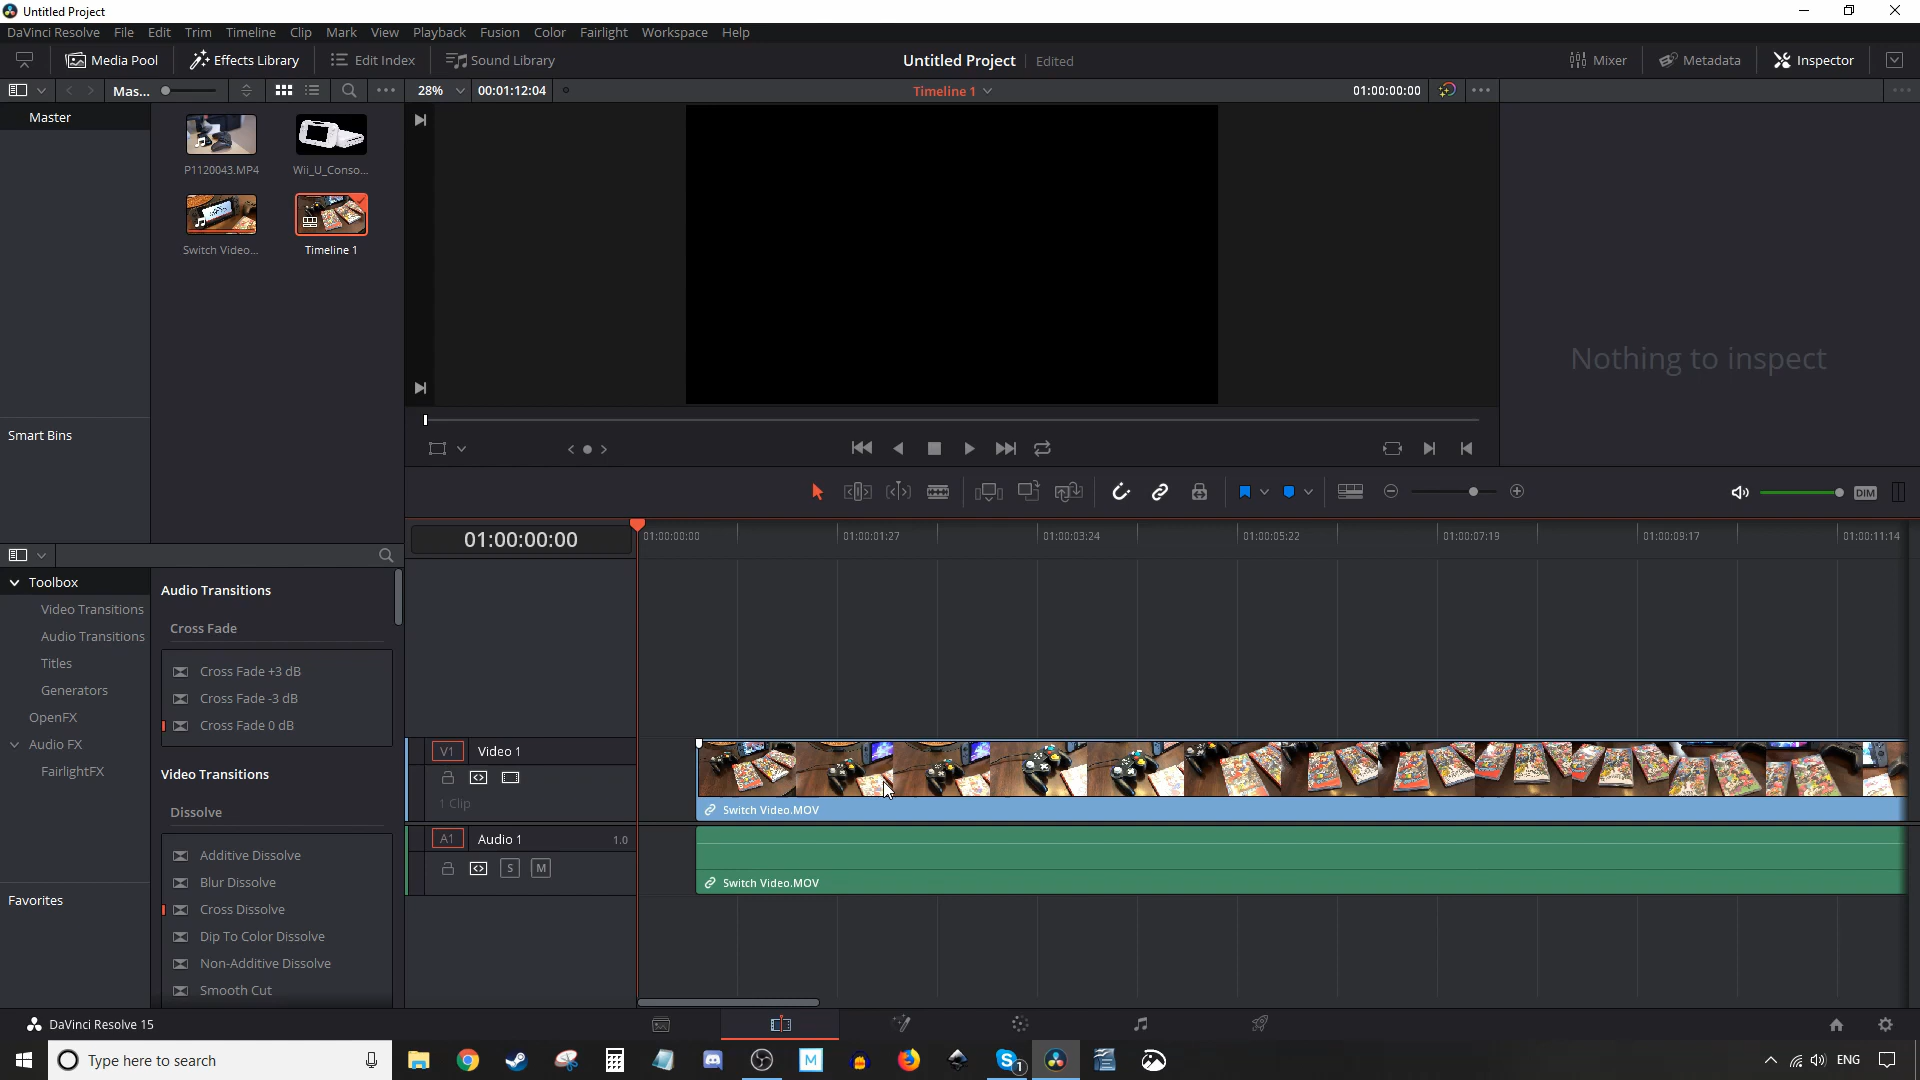 Untitled Project
DaVinci Resolve File Edit Trim Timeline Clip Mark View Playback Fusion Color Fairlight Workspace Help
Media Pool Effects Library Edit Index Sound Library Untitled Project Edited Mixer Metadata Inspector
Mas... 28% 00:01:12:04 Timeline 1 01:00:00:00
Master
P1120043.MP4 Wii_U_Conso...
Switch Video... Timeline 1
Nothing to inspect
Smart Bins
DIM
01:00:00:00
01:00:00:00 01:00:01:27 01:00:03:24 01:00:05:22 01:00:07:19 01:00:09:17 01:00:11:14
Toolbox
Video Transitions
Audio Transitions
Titles
Generators
OpenFX
Audio FX
FairlightFX
Favorites
Audio Transitions
Cross Fade
Cross Fade +3 dB
Cross Fade -3 dB
Cross Fade 0 dB
Video Transitions
Dissolve
Additive Dissolve
Blur Dissolve
Cross Dissolve
Dip To Color Dissolve
Non-Additive Dissolve
Smooth Cut
V1 Video 1
1 Clip
Switch Video.MOV
A1 Audio 1 1.0
S M
Switch Video.MOV
DaVinci Resolve 15
Type here to search
M
1
ENG